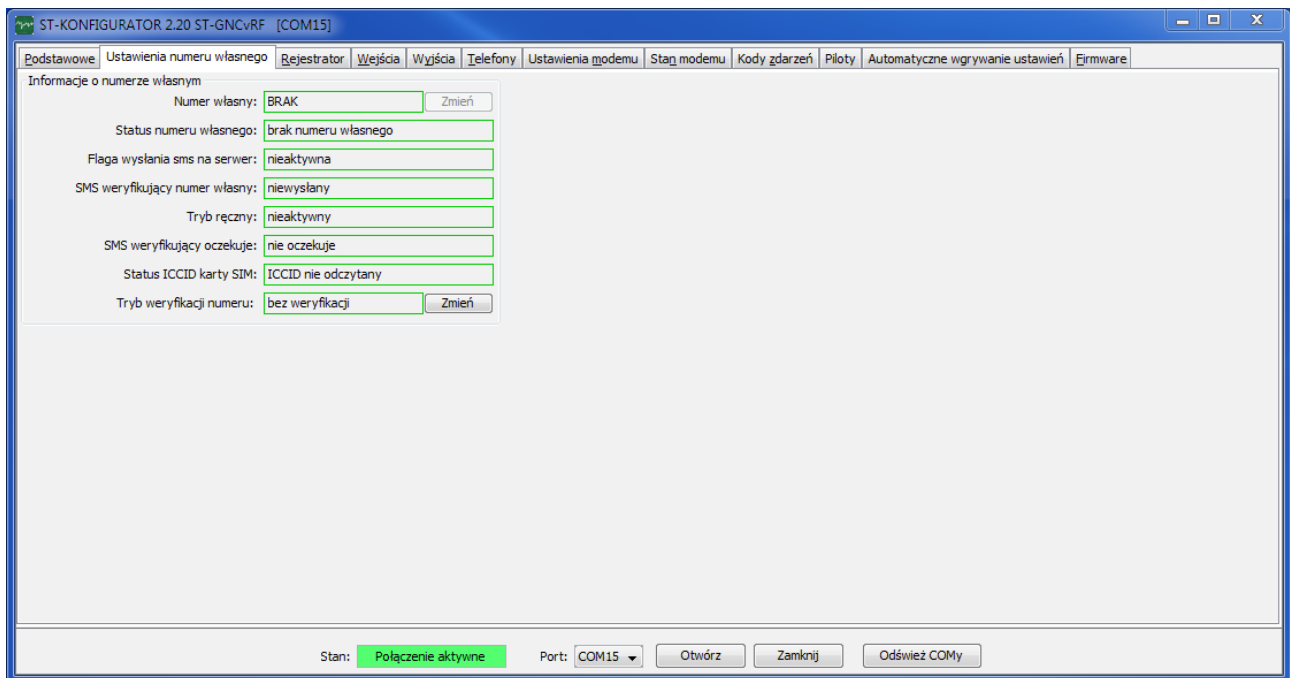 ST-KONFIGURATOR 2.20 ST-GNCvRF [COM15]
Podstawowe Ustawienia numeru własnego Rejestrator Wejścia Wyjścia Telefony Ustawienia modemu Stan modemu Kody zdarzeń Piloty Automatyczne wgrywanie ustawień Firmware
Informacje o numerze własnym
Numer własny: BRAK Zmień
Status numeru własnego: brak numeru własnego
Flaga wysłania sms na serwer: nieaktywna
SMS weryfikujący numer własny: niewysłany
Tryb ręczny: nieaktywny
SMS weryfikujący oczekuje: nie oczekuje
Status ICCID karty SIM: ICCID nie odczytany
Tryb weryfikacji numeru: bez weryfikacji Zmień
Stan: Połączenie aktywne Port: COM15 Otwórz Zamknij Odśwież COMy